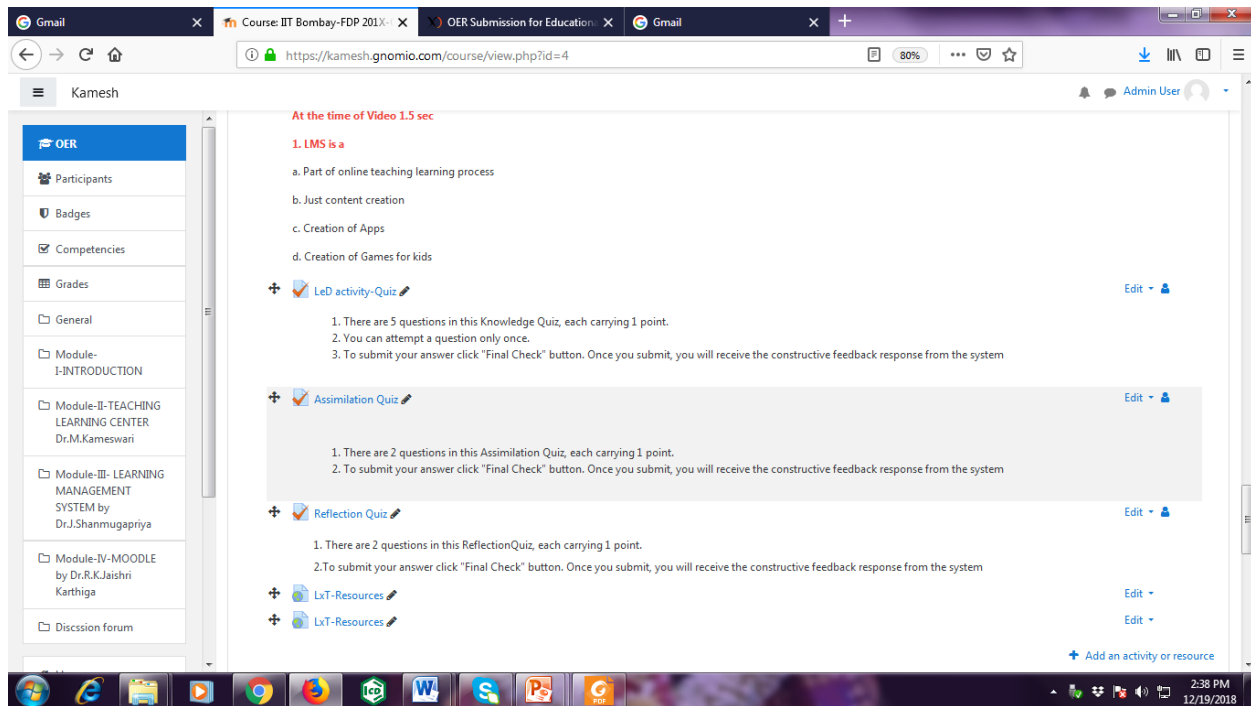 Gmail
Course: IIT Bombay-FDP 201X-
OER Submission for Education
Gmail
https://kamesh.gnomio.com/course/view.php?id=4
80%
Kamesh
Admin User
At the time of Video 1.5 sec
OER
1. LMS is a
a. Part of online teaching learning process
Participants
b. Just content creation
Badges
c. Creation of Apps
Competencies
d. Creation of Games for kids
Grades
LeD activity-Quiz
Edit
General
1. There are 5 questions in this Knowledge Quiz, each carrying 1 point.
2. You can attempt a question only once.
3. To submit your answer click "Final Check" button. Once you submit, you will receive the constructive feedback response from the system
Module-
I-INTRODUCTION
Assimilation Quiz
Edit
Module-II-TEACHING
LEARNING CENTER
Dr.M.Kameswari
1. There are 2 questions in this Assimilation Quiz, each carrying 1 point.
2. To submit your answer click "Final Check" button. Once you submit, you will receive the constructive feedback response from the system
Module-III- LEARNING
MANAGEMENT
SYSTEM by
Dr.J.Shanmugapriya
Reflection Quiz
Edit
1. There are 2 questions in this ReflectionQuiz, each carrying 1 point.
2.To submit your answer click "Final Check" button. Once you submit, you will receive the constructive feedback response from the system
Module-IV-MOODLE
by Dr.R.K.Jaishri
Karthiga
LxT-Resources
Edit
LxT-Resources
Edit
Discssion forum
Add an activity or resource
2:38 PM
12/19/2018